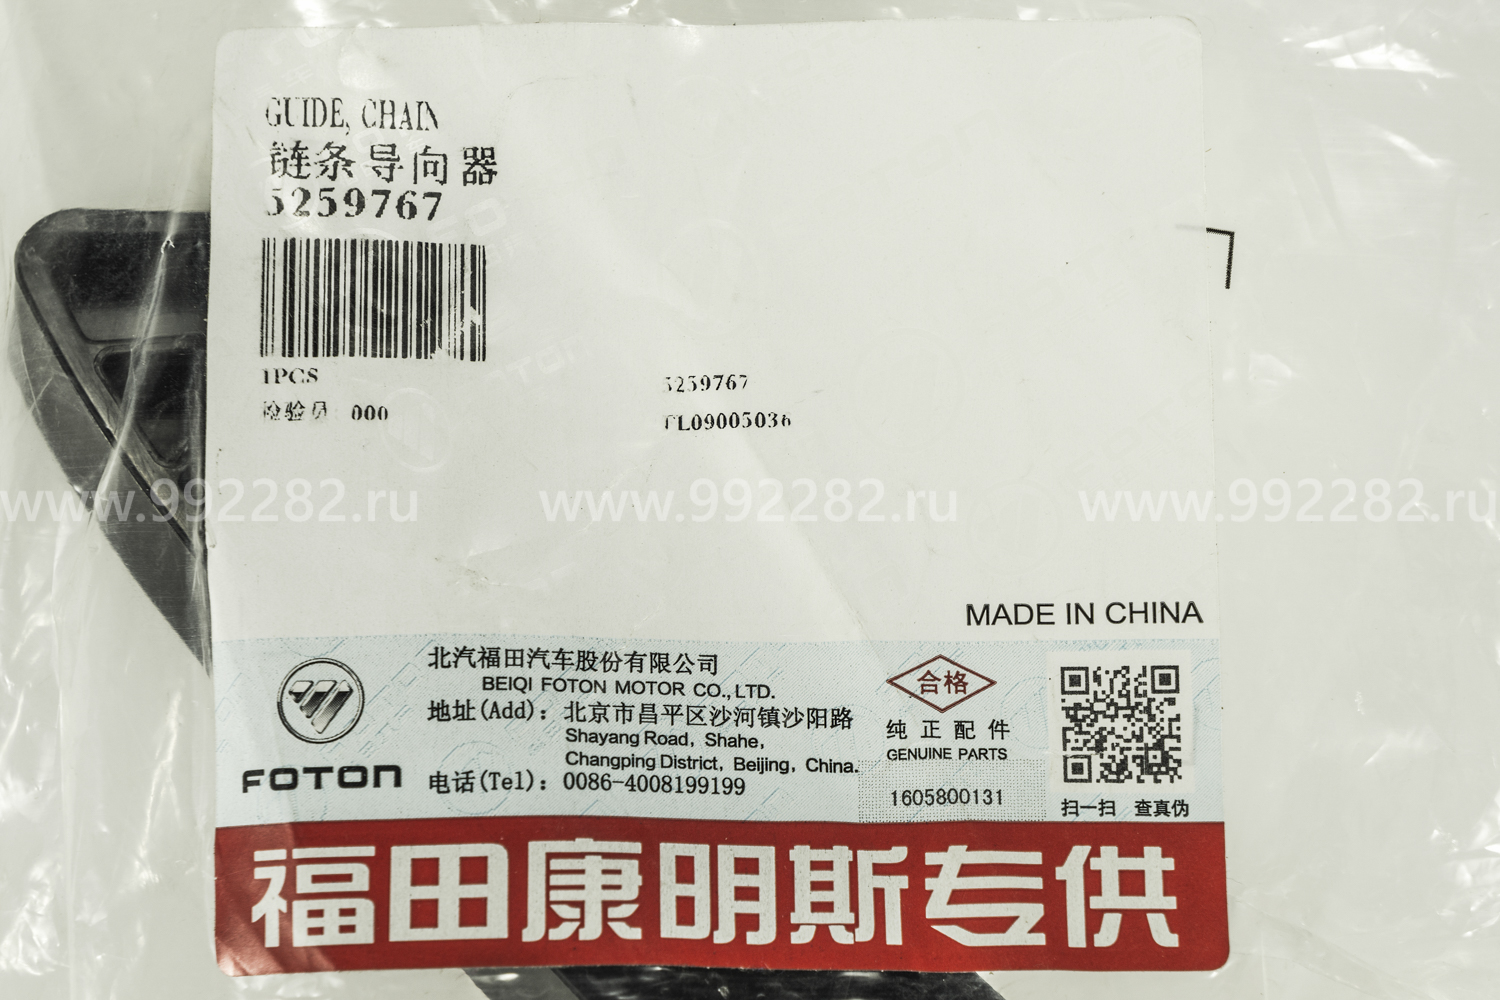 GUIDE, CHAIN
链条导向器
5259767
1PCS
检验员 000
5259767
TL09005036
www.992282.ru www.992282.ru www.992282.ru
MADE IN CHINA
北汽福田汽车股份有限公司
BEIQI FOTON MOTOR CO., LTD.
地址(Add): 北京市昌平区沙河镇沙阳路
Shayang Road, Shahe,
Changping District, Beijing, China.
电话(Tel): 0086-4008199199
FOTON
合格
纯正配件
GENUINE PARTS
1605800131
扫一扫 查真伪
福田康明斯专供